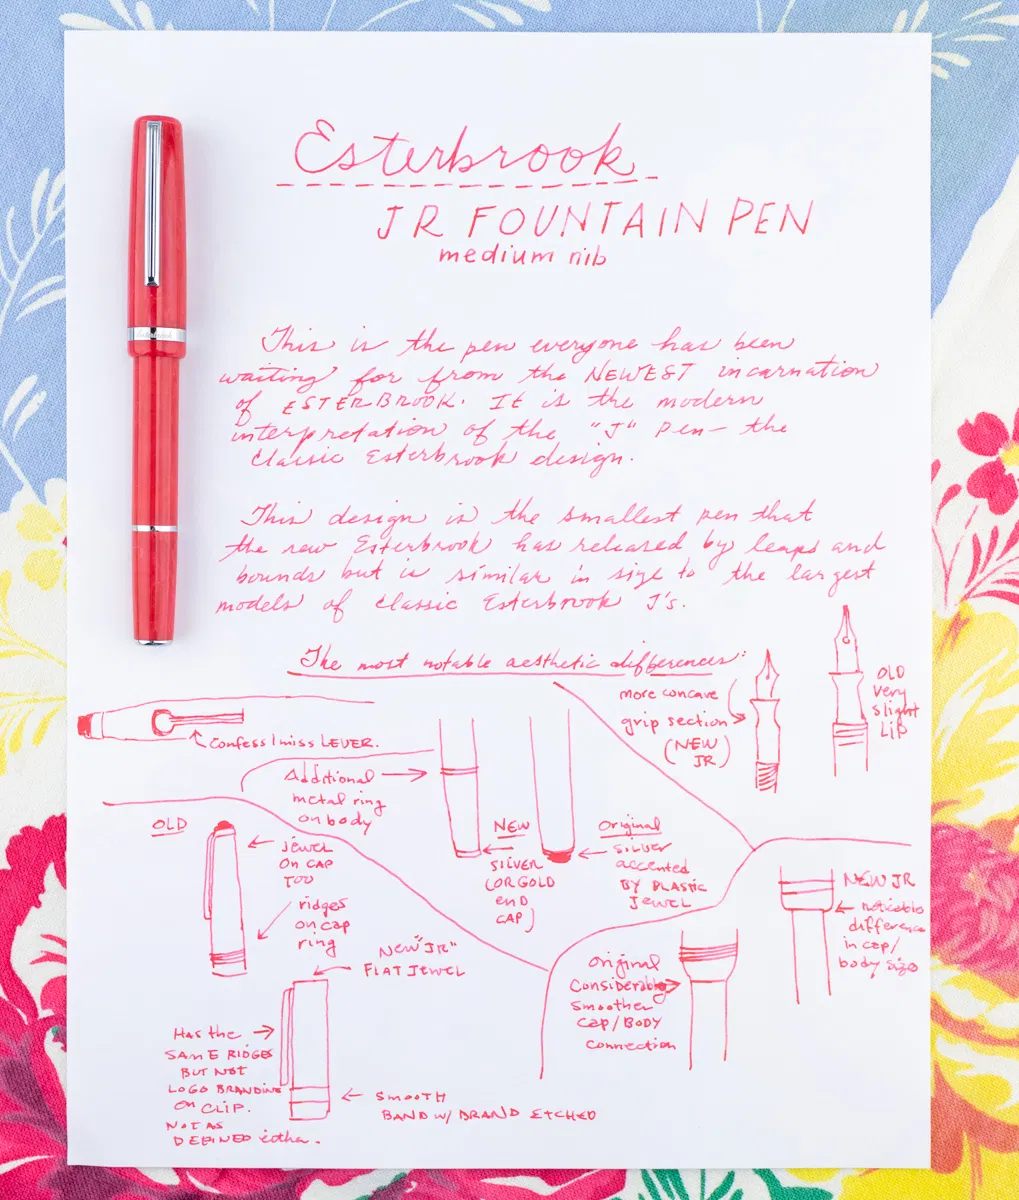 Esterbrook
JR FOUNTAIN PEN
medium nib
This is the pen everyone has been
waiting for from the NEWEST incarnation
of ESTERBROOK. It is the modern
interpretation of the "J" pen – the
classic Esterbrook design.
This design is the smallest pen that
the new Esterbrook has released by leaps and
bounds but is similar in size to the largest
models of classic Esterbrook J's.
The most notable aesthetic differences:
more concave
grip section
(NEW
JR)
OLD
very
slight
LIP
Confess I miss LEVER.
Additional
metal ring
on body
NEW
SILVER
(OR GOLD
END
CAP)
Original
SILVER
accented
BY PLASTIC
JEWEL
OLD
JEWEL
ON CAP
TOO
ridges
on cap
ring
NEW "JR"
FLAT JEWEL
Has the
SAME RIDGES
BUT NOT
LOGO BRANDING
on CLIP.
NOT AS
DEFINED either.
SMOOTH
BAND W/ BRAND ETCHED
Original
Considerably
smoother
CAP/BODY
connection
NEW JR
noticeable
difference
in cap/
body size